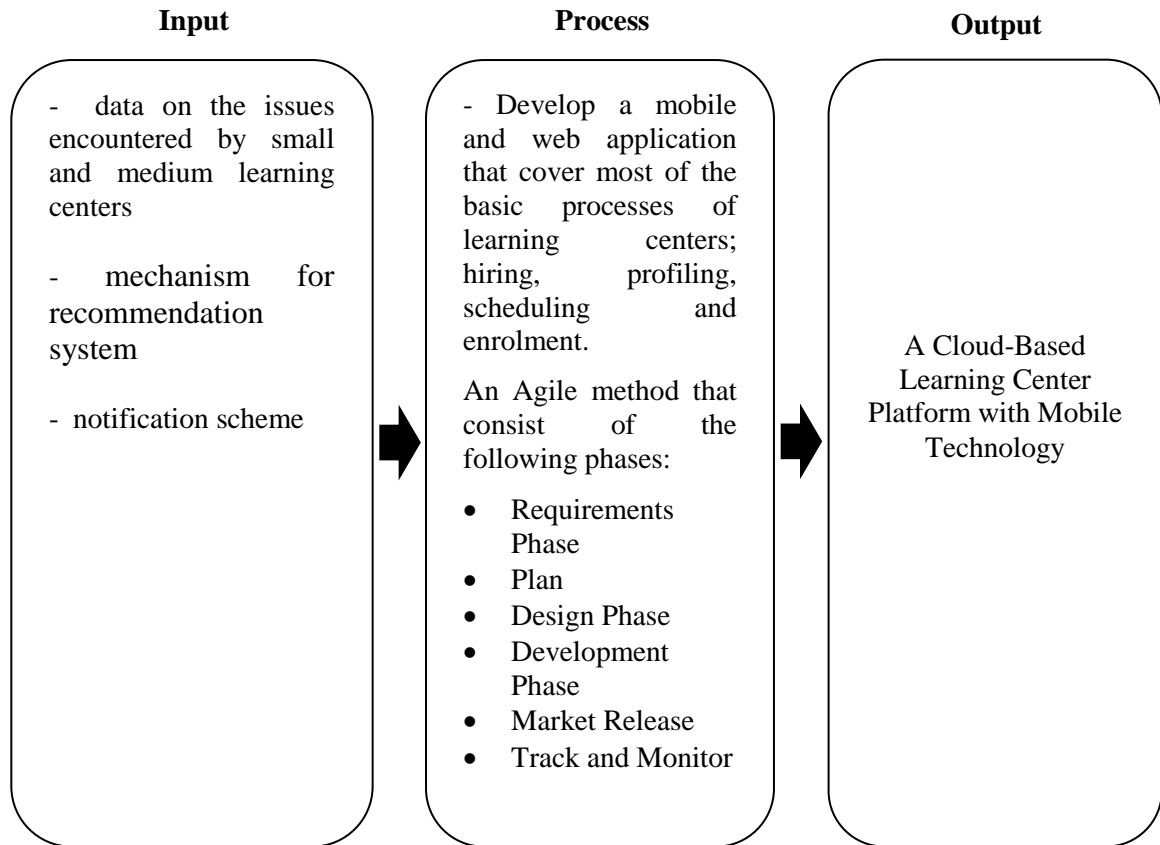 Input
- data on the issues
encountered by small
and medium learning
centers
- mechanism for
recommendation
system
- notification scheme
Process
- Develop a mobile
and web application
that cover most of the
basic processes of
learning centers;
hiring, profiling,
scheduling and
enrolment.
An Agile method that
consist of the
following phases:
• Requirements
Phase
• Plan
• Design Phase
• Development
Phase
• Market Release
• Track and Monitor
Output
A Cloud-Based
Learning Center
Platform with Mobile
Technology